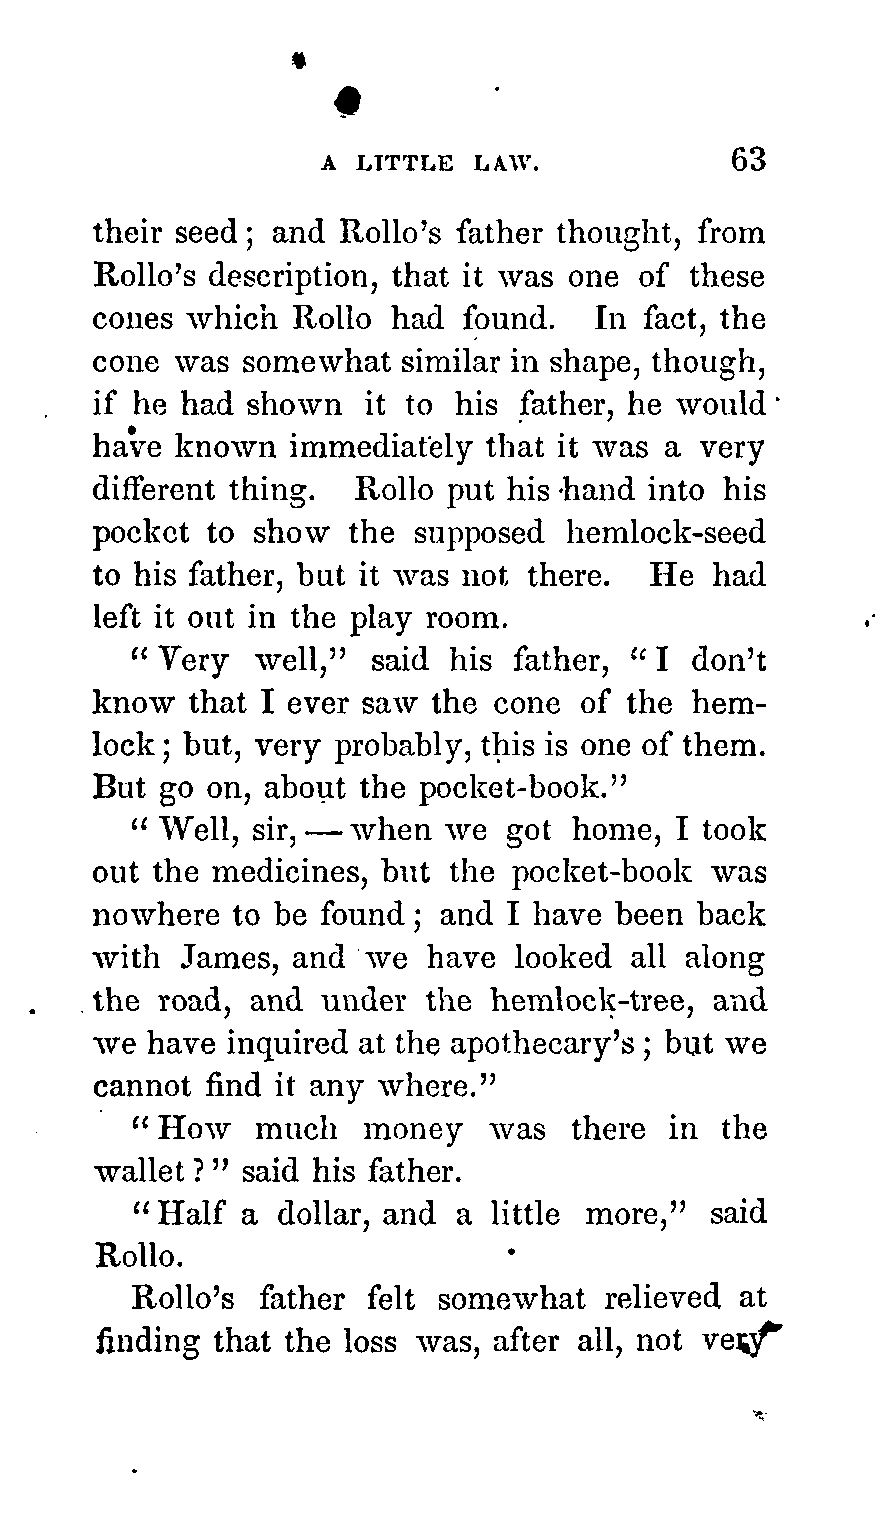 A LITTLE LAW. 63
their seed; and Rollo's father thought, from
Rollo's description, that it was one of these
cones which Rollo had found. In fact, the
cone was somewhat similar in shape, though,
if he had shown it to his father, he would
have known immediately that it was a very
different thing. Rollo put his hand into his
pocket to show the supposed hemlock-seed
to his father, but it was not there. He had
left it out in the play room.
"Very well," said his father, "I don't
know that I ever saw the cone of the hem-
lock; but, very probably, this is one of them.
But go on, about the pocket-book."
"Well, sir,—when we got home, I took
out the medicines, but the pocket-book was
nowhere to be found; and I have been back
with James, and we have looked all along
the road, and under the hemlock-tree, and
we have inquired at the apothecary's; but we
cannot find it any where."
"How much money was there in the
wallet?" said his father.
"Half a dollar, and a little more," said
Rollo.
Rollo's father felt somewhat relieved at
finding that the loss was, after all, not very